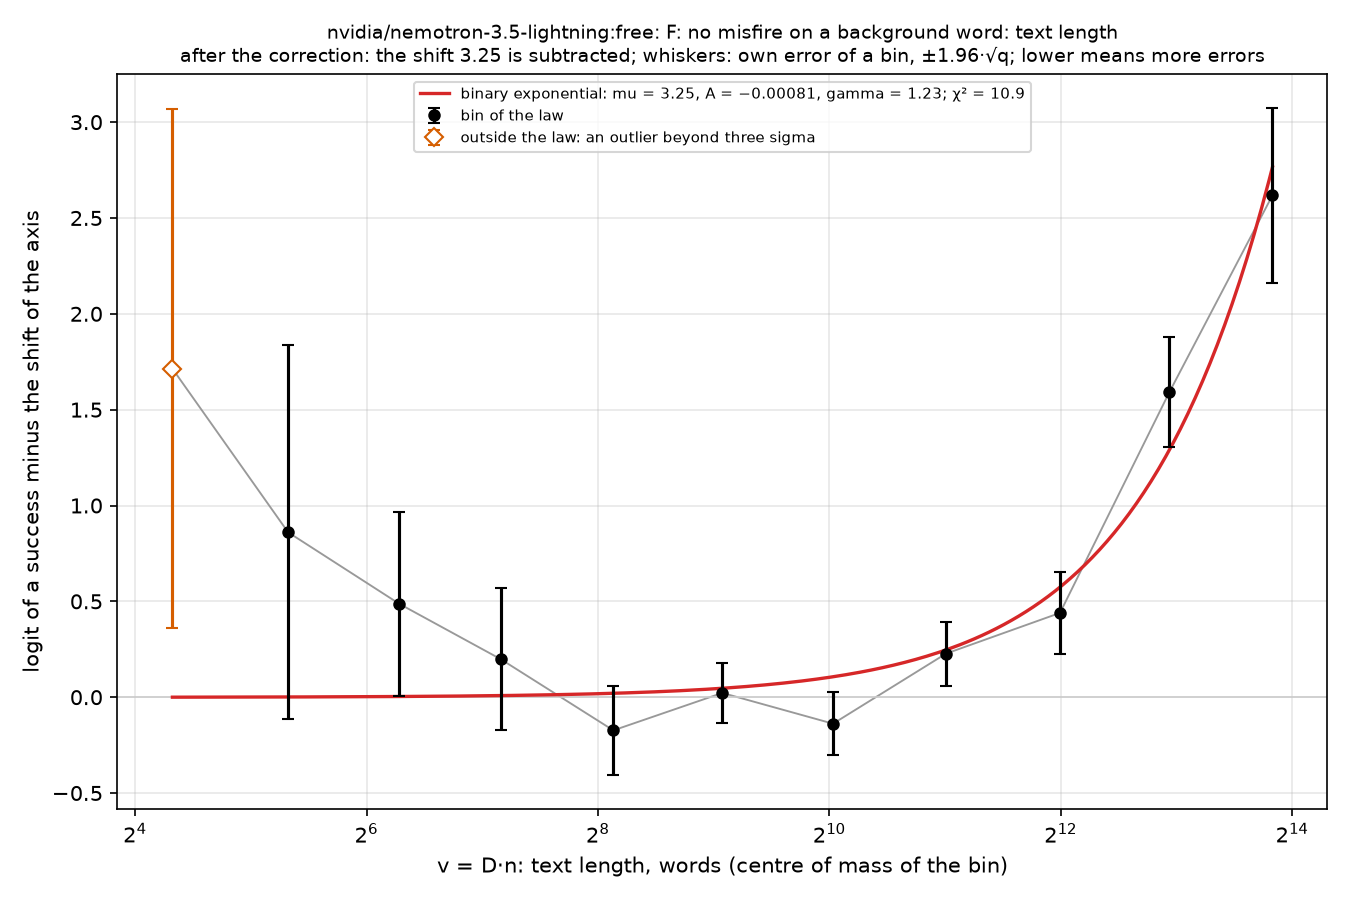 nvidia/nemotron-3.5-lightning:free: F: no misfire on a background word: text length
after the correction: the shift 3.25 is subtracted; whiskers: own error of a bin, ±1.96·√q; lower means more errors
binary exponential: mu = 3.25, A = −0.00081, gamma = 1.23; χ² = 10.9
bin of the law
outside the law: an outlier beyond three sigma
logit of a success minus the shift of the axis
3.0
2.5
2.0
1.5
1.0
0.5
0.0
−0.5
2⁴ 2⁶ 2⁸ 2¹⁰ 2¹² 2¹⁴
v = D·n: text length, words (centre of mass of the bin)